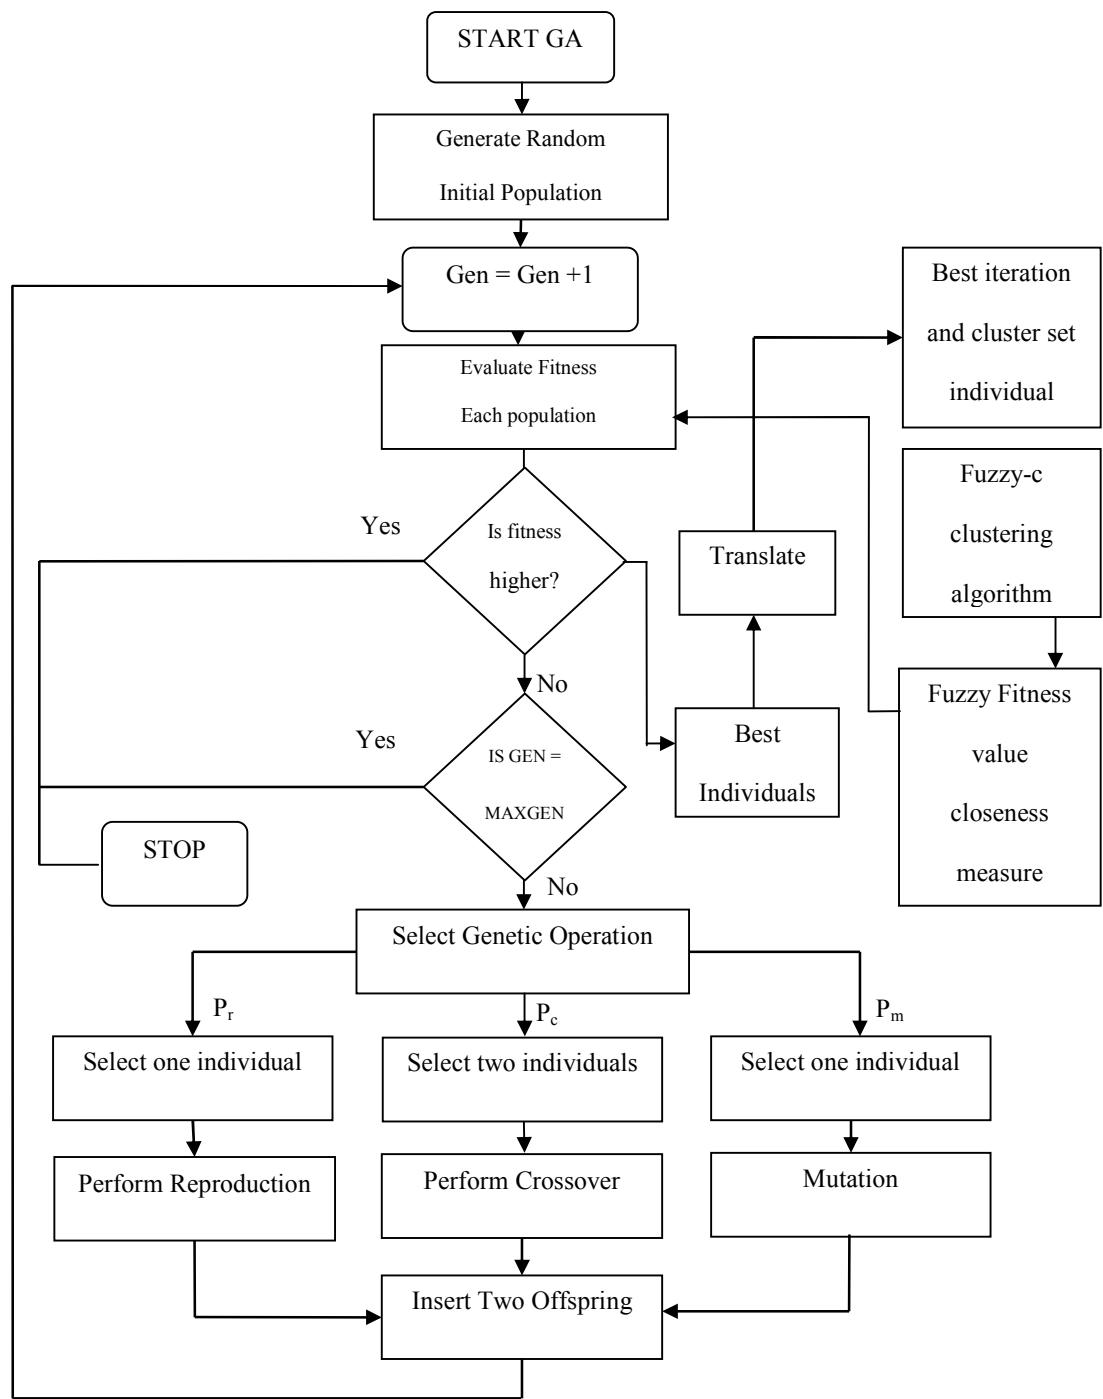 START GA
Generate Random
Initial Population
Gen = Gen +1
Best iteration
and cluster set
individual
Evaluate Fitness
Each population
Fuzzy-c
clustering
algorithm
Yes
Is fitness
higher?
Translate
No
Fuzzy Fitness
value
closeness
measure
Yes
IS GEN =
MAXGEN
Best
Individuals
STOP
No
Select Genetic Operation
Pr
Pc
Pm
Select one individual
Select two individuals
Select one individual
Perform Reproduction
Perform Crossover
Mutation
Insert Two Offspring